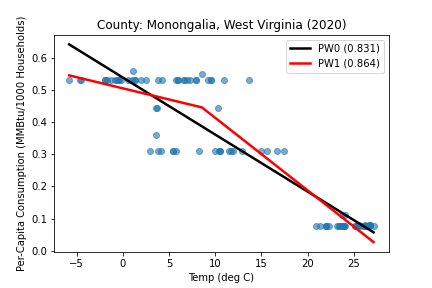 County: Monongalia, West Virginia (2020)
Per-Capita Consumption (MMBtu/1000 Households)
0.6
0.5
0.4
0.3
0.2
0.1
0.0
PW0 (0.831)
PW1 (0.864)
−5 0 5 10 15 20 25
Temp (deg C)